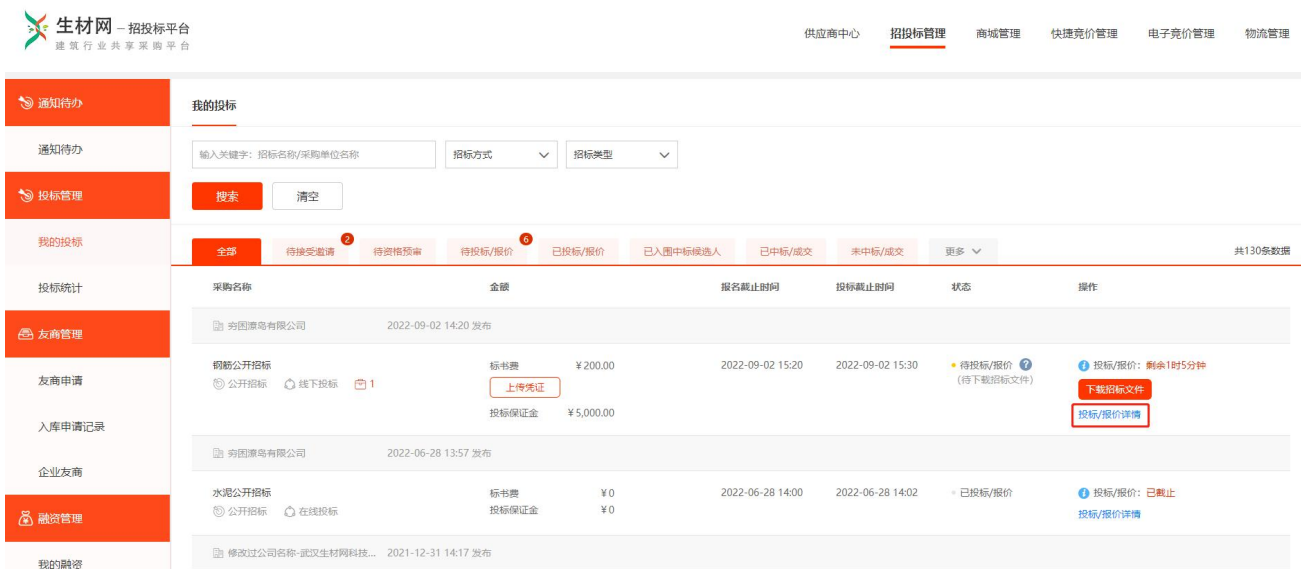 生材网 – 招投标平台
建筑行业共享采购平台
供应商中心 招投标管理 商城管理 快捷竞价管理 电子竞价管理 物流管理
通知待办
通知待办
投标管理
我的投标
投标统计
友商管理
友商申请
入库申请记录
企业友商
融资管理
我的融资
我的投标
输入关键字：招标名称/采购单位名称 招标方式 招标类型
搜索 清空
全部 待接受邀请 2 待资格预审 待投标/报价 6 已投标/报价 已入围中标候选人 已中标/成交 未中标/成交 更多 共130条数据
采购名称 金额 报名截止时间 投标截止时间 状态 操作
穷困潦岛有限公司 2022-09-02 14:20 发布
钢筋公开招标 标书费 ¥200.00 2022-09-02 15:20 2022-09-02 15:30 待投标/报价 ? 投标/报价：剩余1时5分钟
公开招标 线下投标 1 上传凭证 (待下载招标文件) 下载招标文件
投标保证金 ¥5,000.00 投标/报价详情
穷困潦岛有限公司 2022-06-28 13:57 发布
水泥公开招标 标书费 ¥0 2022-06-28 14:00 2022-06-28 14:02 已投标/报价 投标/报价：已截止
公开招标 在线投标 投标保证金 ¥0 投标/报价详情
修改过公司名称-武汉生材网科技... 2021-12-31 14:17 发布